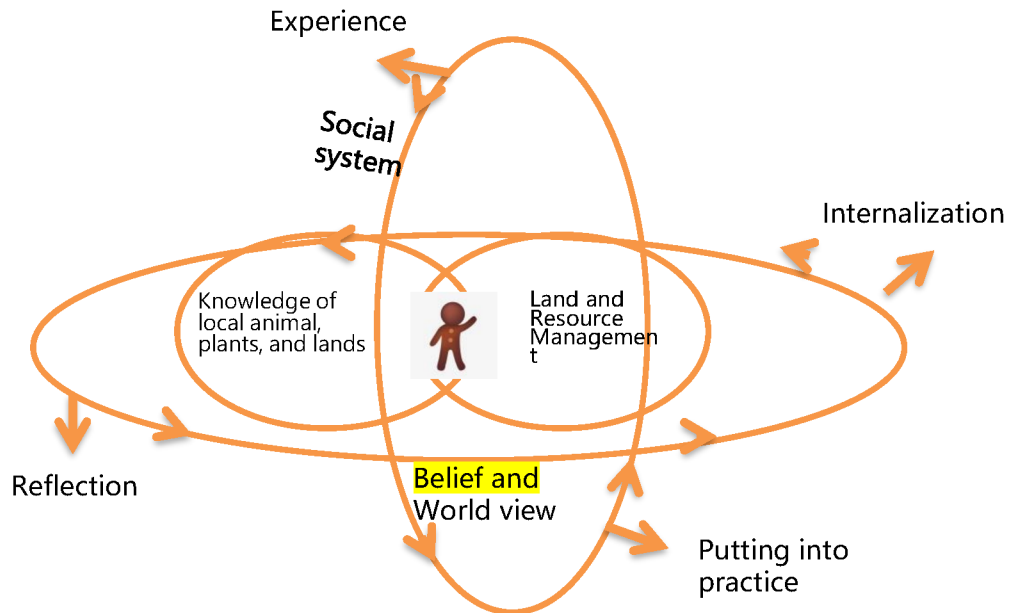 Experience
Social
system
Internalization
Knowledge of
local animal,
plants, and lands
Land and
Resource
Managemen
t
Reflection
Belief and
World view
Putting into
practice